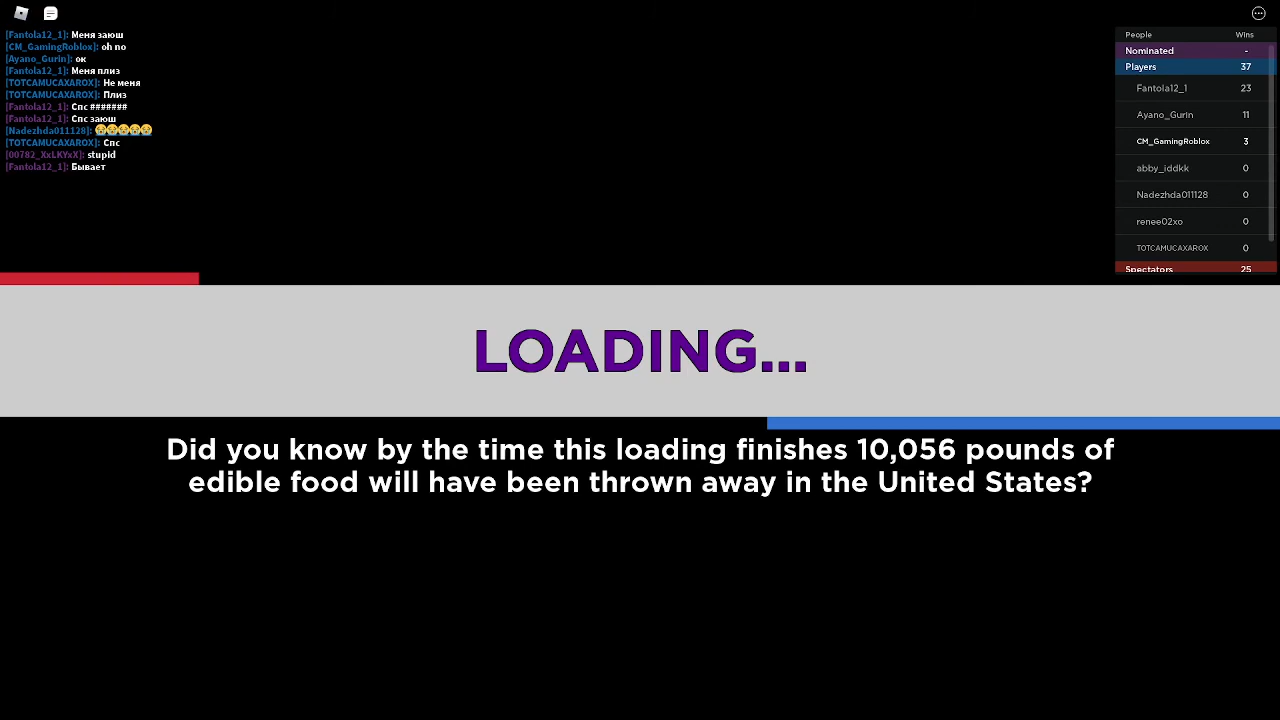 [Fantola12_1]: Меня заюш
[CM_GamingRoblox]: oh no
[Ayano_Gurin]: ок
[Fantola12_1]: Меня плиз
[TOTCAMUCAXAROX]: Не меня
[TOTCAMUCAXAROX]: Плиз
[Fantola12_1]: Спс #######
[Fantola12_1]: Спс заюш
[Nadezhda011128]: 😭😭😭😭😭
[TOTCAMUCAXAROX]: Спс
[00782_XxLKYxX]: stupid
[Fantola12_1]: Бывает
People Wins
Nominated -
Players 37
Fantola12_1 23
Ayano_Gurin 11
CM_GamingRoblox 3
abby_iddkk 0
Nadezhda011128 0
renee02xo 0
TOTCAMUCAXAROX 0
Spectators 25
LOADING...
Did you know by the time this loading finishes 10,056 pounds of
edible food will have been thrown away in the United States?